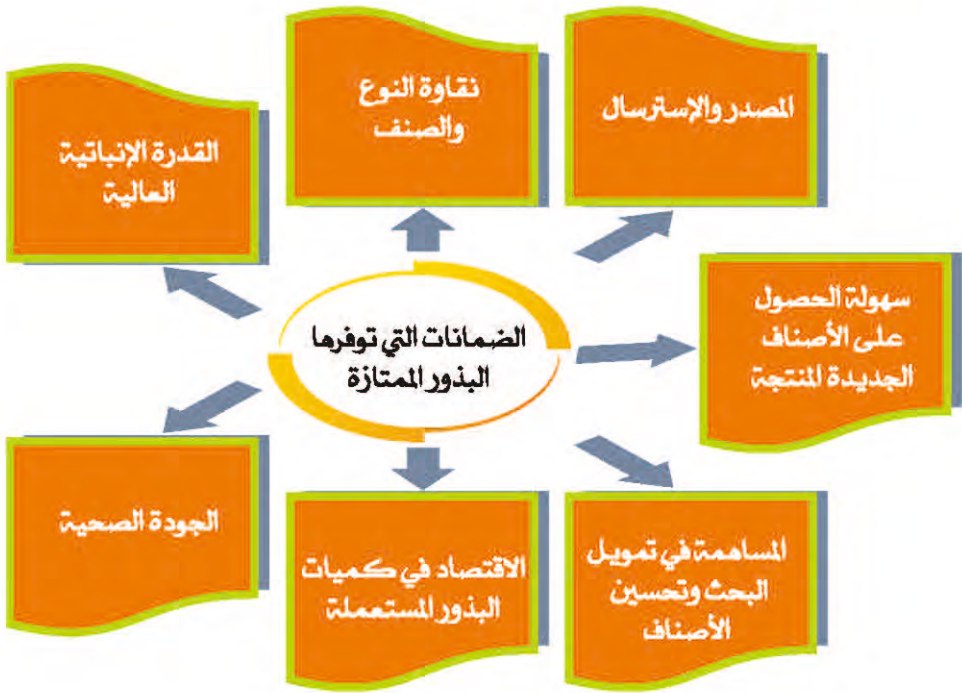 المصدر والإسترسال
نقاوة النوع
والصنف
القدرة الإنباتية
العالية
سهولة الحصول
على الأصناف
الجديدة المنتجة
الضمانات التي توفرها
البذور الممتازة
الجودة الصحية
الاقتصاد في كميات
البذور المستعملة
المساهمة في تمويل
البحث وتحسين
الأصناف